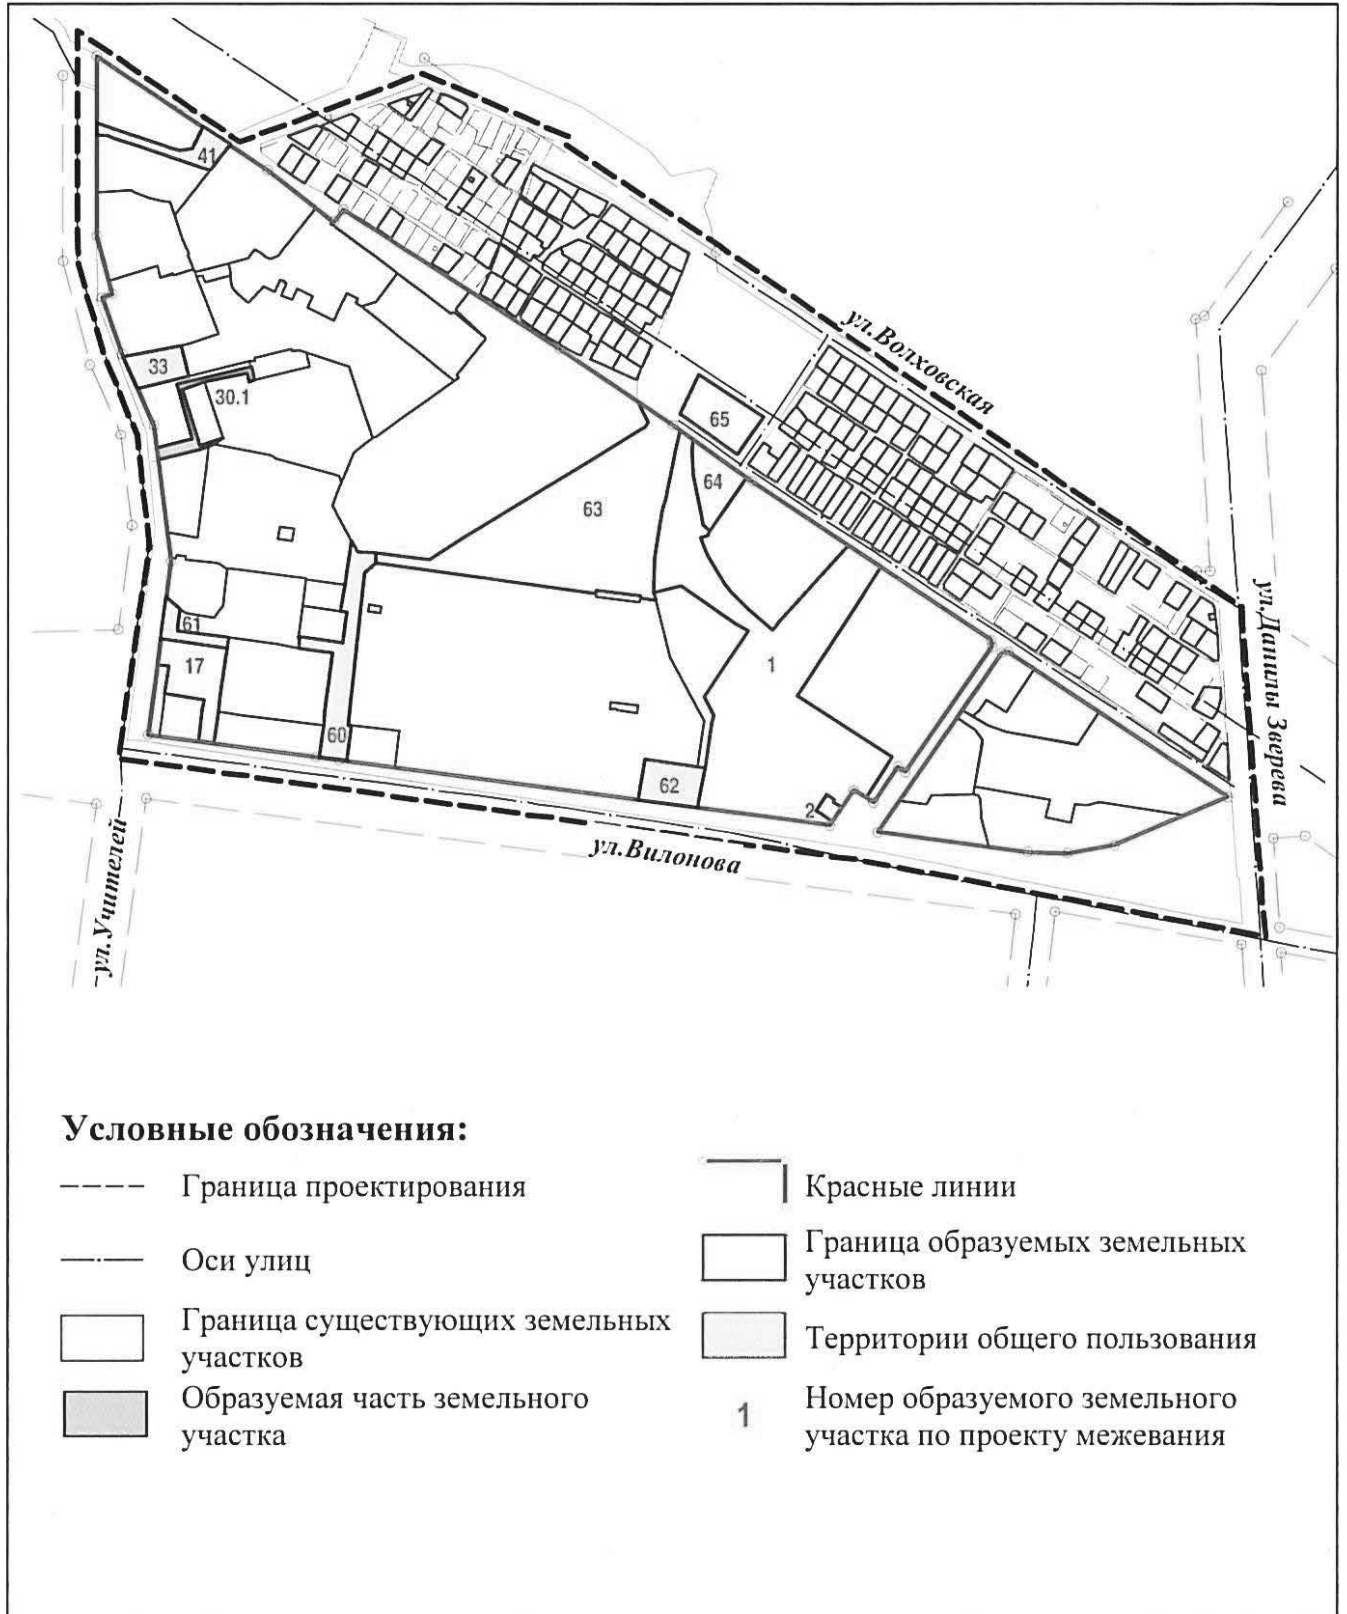 41
33
30.1
65
64
63
61
17
1
60
62
2
ул.Волховская
ул.Данилы Зверева
ул.Вилонова
ул.Учителей
Условные обозначения:
Граница проектирования
Оси улиц
Граница существующих земельных
участков
Образуемая часть земельного
участка
Красные линии
Граница образуемых земельных
участков
Территории общего пользования
1
Номер образуемого земельного
участка по проекту межевания